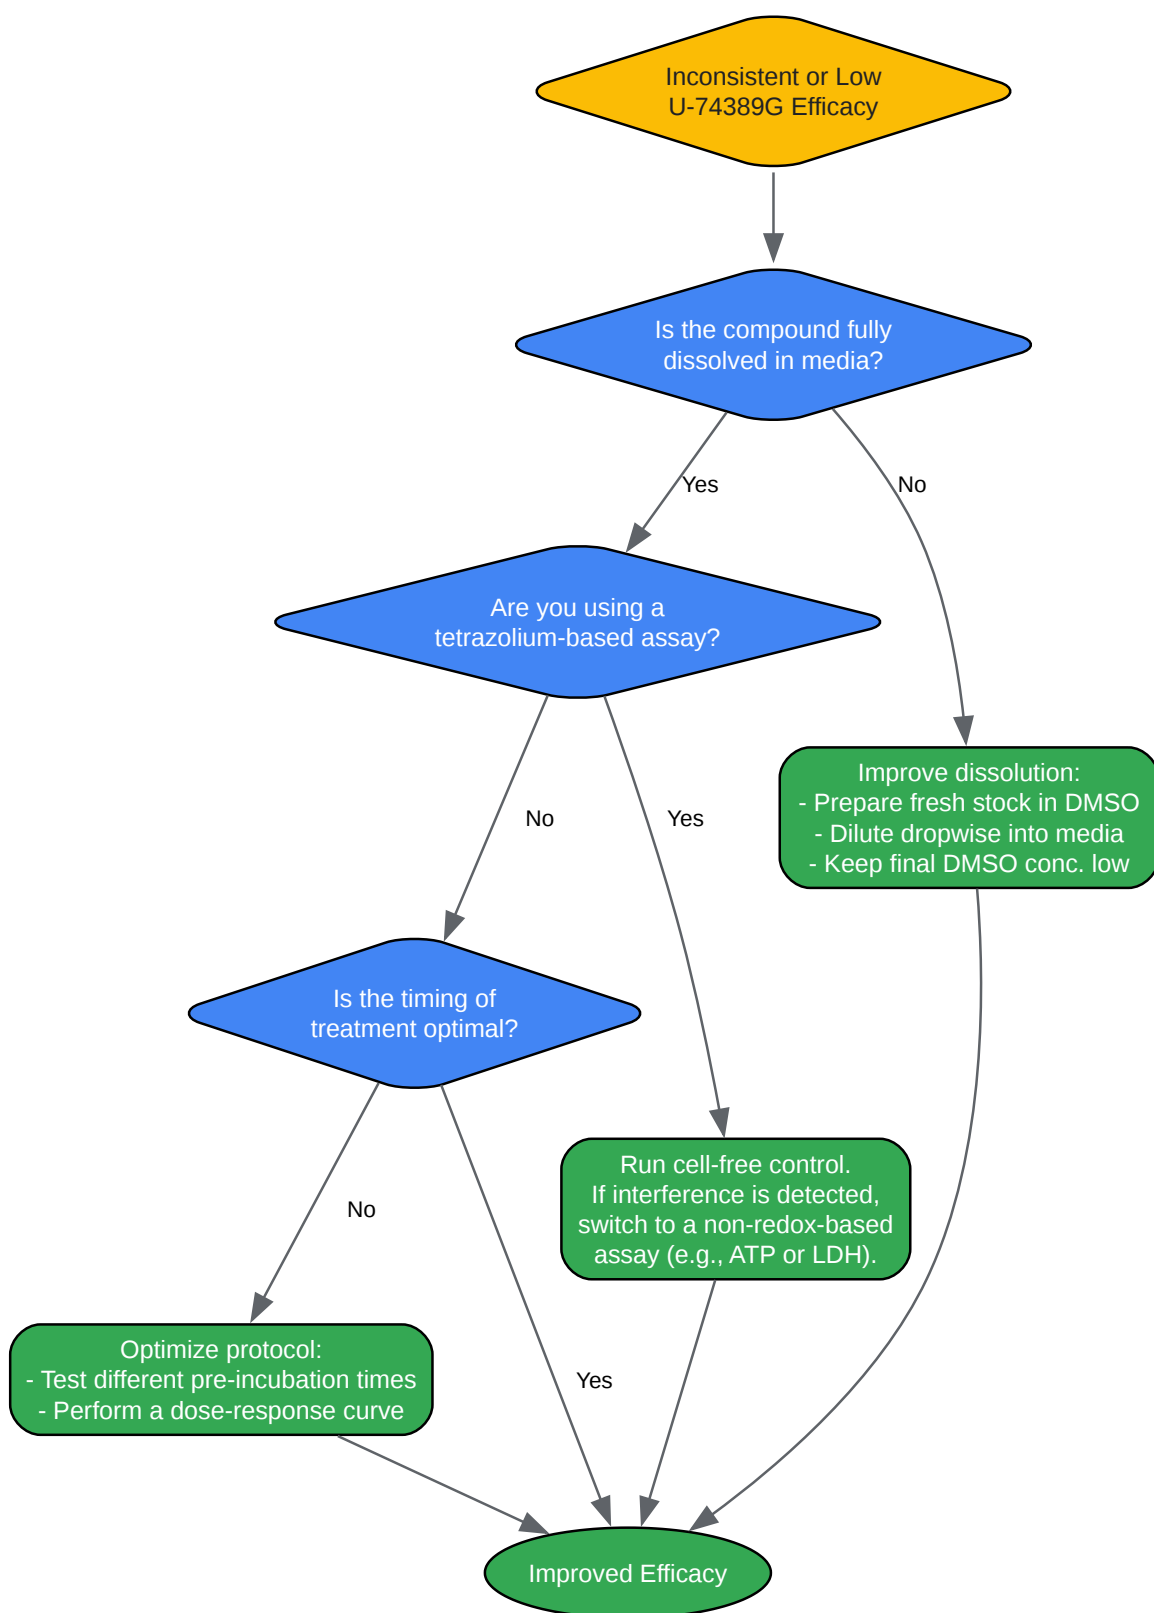 Inconsistent or Low
U-74389G Efficacy
Is the compound fully
dissolved in media?
Yes
No
Are you using a
tetrazolium-based assay?
Improve dissolution:
- Prepare fresh stock in DMSO
- Dilute dropwise into media
- Keep final DMSO conc. low
No
Yes
Is the timing of
treatment optimal?
Run cell-free control.
If interference is detected,
switch to a non-redox-based
assay (e.g., ATP or LDH).
No
Optimize protocol:
- Test different pre-incubation times
- Perform a dose-response curve
Yes
Improved Efficacy